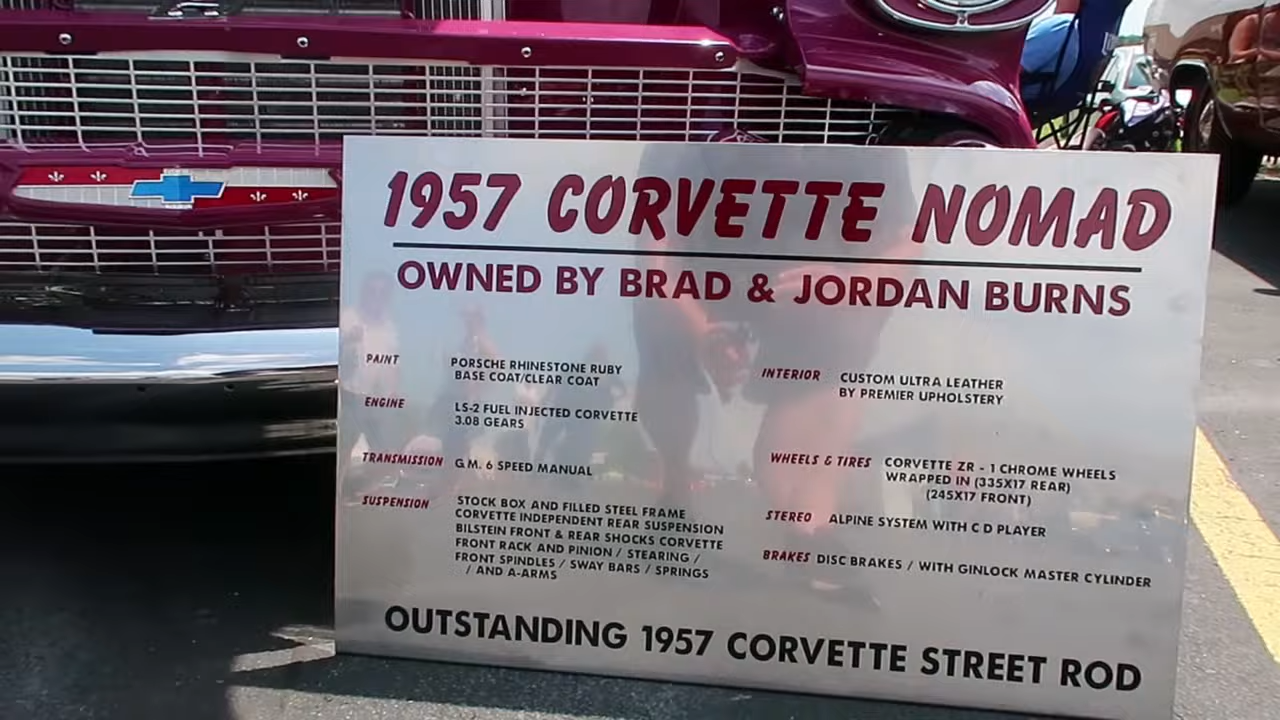 1957 CORVETTE NOMAD
OWNED BY BRAD & JORDAN BURNS
PAINT PORSCHE RHINESTONE RUBY
BASE COAT/CLEAR COAT
ENGINE LS-2 FUEL INJECTED CORVETTE
3.08 GEARS
TRANSMISSION G.M. 6 SPEED MANUAL
SUSPENSION STOCK BOX AND FILLED STEEL FRAME
CORVETTE INDEPENDENT REAR SUSPENSION
BILSTEIN FRONT & REAR SHOCKS CORVETTE
FRONT RACK AND PINION / STEARING /
FRONT SPINDLES / SWAY BARS / SPRINGS
/ AND A-ARMS
INTERIOR CUSTOM ULTRA LEATHER
BY PREMIER UPHOLSTERY
WHEELS & TIRES CORVETTE ZR - 1 CHROME WHEELS
WRAPPED IN (335X17 REAR)
(245X17 FRONT)
STEREO ALPINE SYSTEM WITH C D PLAYER
BRAKES DISC BRAKES / WITH GINLOCK MASTER CYLINDER
OUTSTANDING 1957 CORVETTE STREET ROD